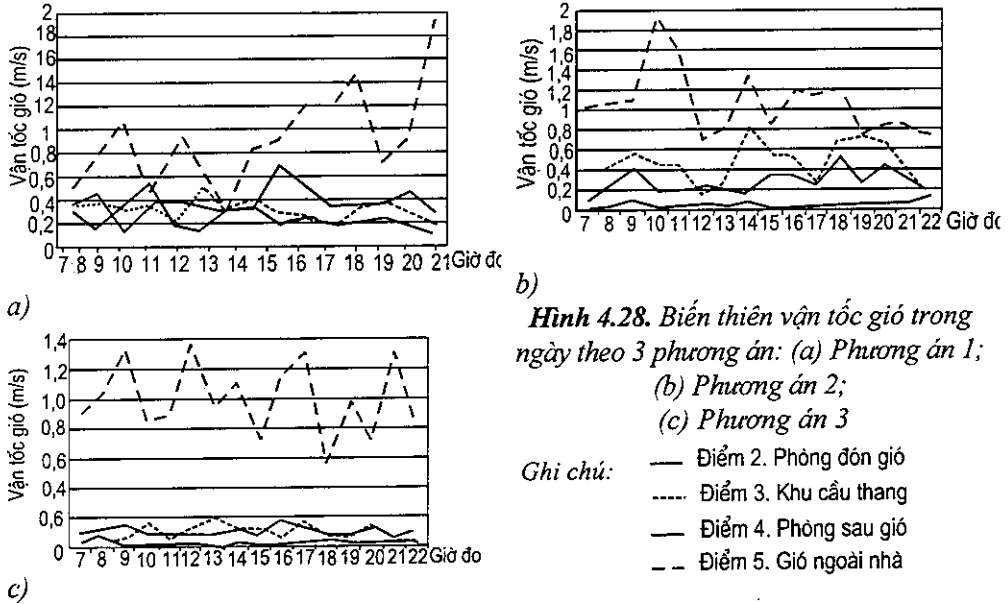 Vận tốc gió (m/s)
2
18
16
14
12
1
0,8
0,6
0,4
0,2
0
7 8 9 10 11 12 13 14 15 16 17 18 19 20 21 Giờ đo
a)
Vận tốc gió (m/s)
2
1,8
1,6
1,4
1,2
1
0,8
0,6
0,4
0,2
0
7 8 9 10 11 12 13 14 15 16 17 18 19 20 21 22 Giờ đo
b)
Hình 4.28. Biến thiên vận tốc gió trong
ngày theo 3 phương án: (a) Phương án 1;
(b) Phương án 2;
(c) Phương án 3
Vận tốc gió (m/s)
1,4
1,2
1,0
0,8
0,4
0,6
0
7 8 9 10 11 12 13 14 15 16 17 18 19 20 21 22 Giờ đo
c)
Ghi chú:
Điểm 2. Phòng đón gió
Điểm 3. Khu cầu thang
Điểm 4. Phòng sau gió
Điểm 5. Gió ngoài nhà